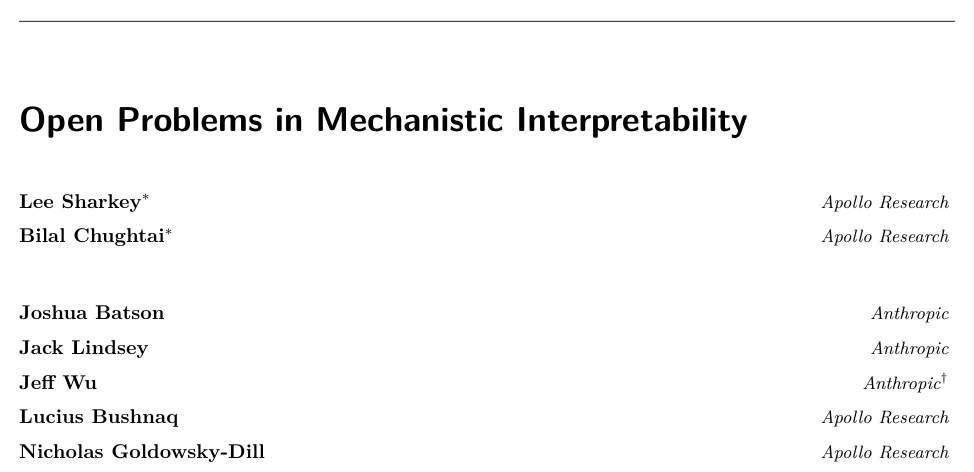 Open Problems in Mechanistic Interpretability
Lee Sharkey* Apollo Research
Bilal Chughtai* Apollo Research
Joshua Batson Anthropic
Jack Lindsey Anthropic
Jeff Wu Anthropic†
Lucius Bushnaq Apollo Research
Nicholas Goldowsky-Dill Apollo Research